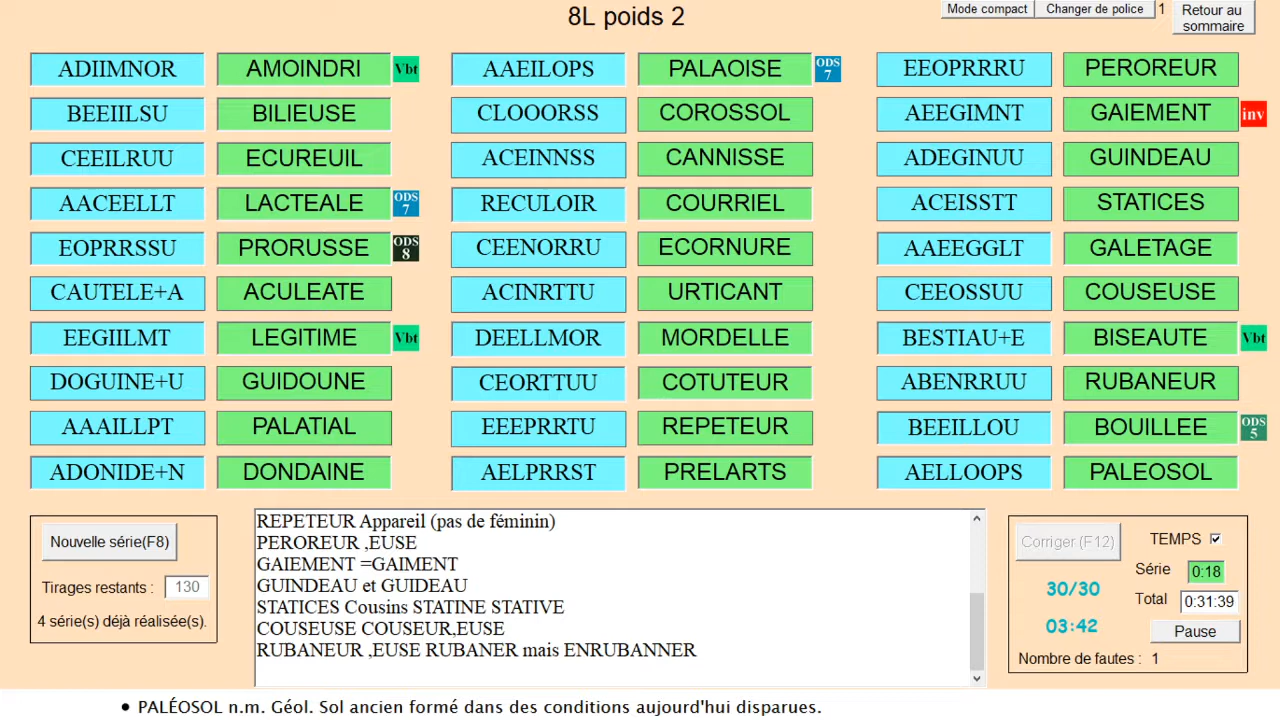 8L poids 2
Mode compact Changer de police 1 Retour au sommaire
ADIIMNOR AMOINDRI Vbt AAEILOPS PALAOISE ODS 7 EEOPRRRU PEROREUR
BEEIILSU BILIEUSE CLOOORSS COROSSOL AEEGIMNT GAIEMENT inv
CEEILRUU ECUREUIL ACEINNSS CANNISSE ADEGINUU GUINDEAU
AACEELLT LACTEALE ODS 7 RECULOIR COURRIEL ACEISSTT STATICES
EOPRRSSU PRORUSSE ODS 8 CEENORRU ECORNURE AAEEGGLT GALETAGE
CAUTELE+A ACULEATE ACINRTTU URTICANT CEEOSSUU COUSEUSE
EEGIILMT LEGITIME Vbt DEELLMOR MORDELLE BESTIAU+E BISEAUTE Vbt
DOGUINE+U GUIDOUNE CEORTTUU COTUTEUR ABENRRUU RUBANEUR
AAAILLPT PALATIAL EEEPRRTU REPETEUR BEEILLOU BOUILLEE ODS 5
ADONIDE+N DONDAINE AELPRRST PRELARTS AELLOOPS PALEOSOL
Nouvelle série(F8)
Tirages restants : 130
4 série(s) déjà réalisée(s).
REPETEUR Appareil (pas de féminin)
PEROREUR ,EUSE
GAIEMENT =GAIMENT
GUINDEAU et GUIDEAU
STATICES Cousins STATINE STATIVE
COUSEUSE COUSEUR,EUSE
RUBANEUR ,EUSE RUBANER mais ENRUBANNER
Corriger (F12) TEMPS
Série 0:18
30/30
Total 0:31:39
03:42
Pause
Nombre de fautes : 1
• PALÉOSOL n.m. Géol. Sol ancien formé dans des conditions aujourd'hui disparues.